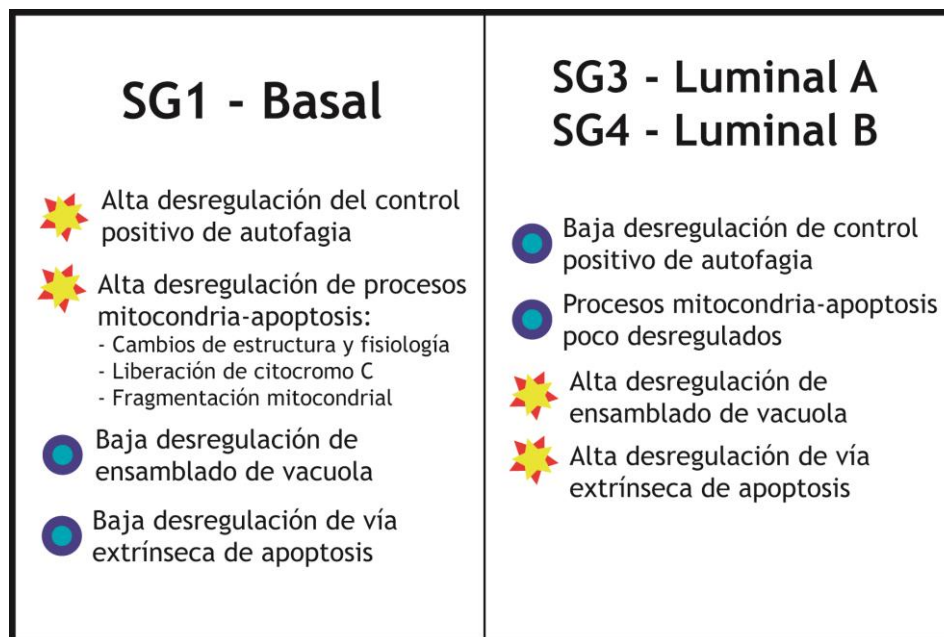 SG1 - Basal
Alta desregulación del control
positivo de autofagia
Alta desregulación de procesos
mitocondria-apoptosis:
- Cambios de estructura y fisiología
- Liberación de citocromo C
- Fragmentación mitocondrial
Baja desregulación de
ensamblado de vacuola
Baja desregulación de vía
extrínseca de apoptosis
SG3 - Luminal A
SG4 - Luminal B
Baja desregulación de control
positivo de autofagia
Procesos mitocondria-apoptosis
poco desregulados
Alta desregulación de
ensamblado de vacuola
Alta desregulación de vía
extrínseca de apoptosis